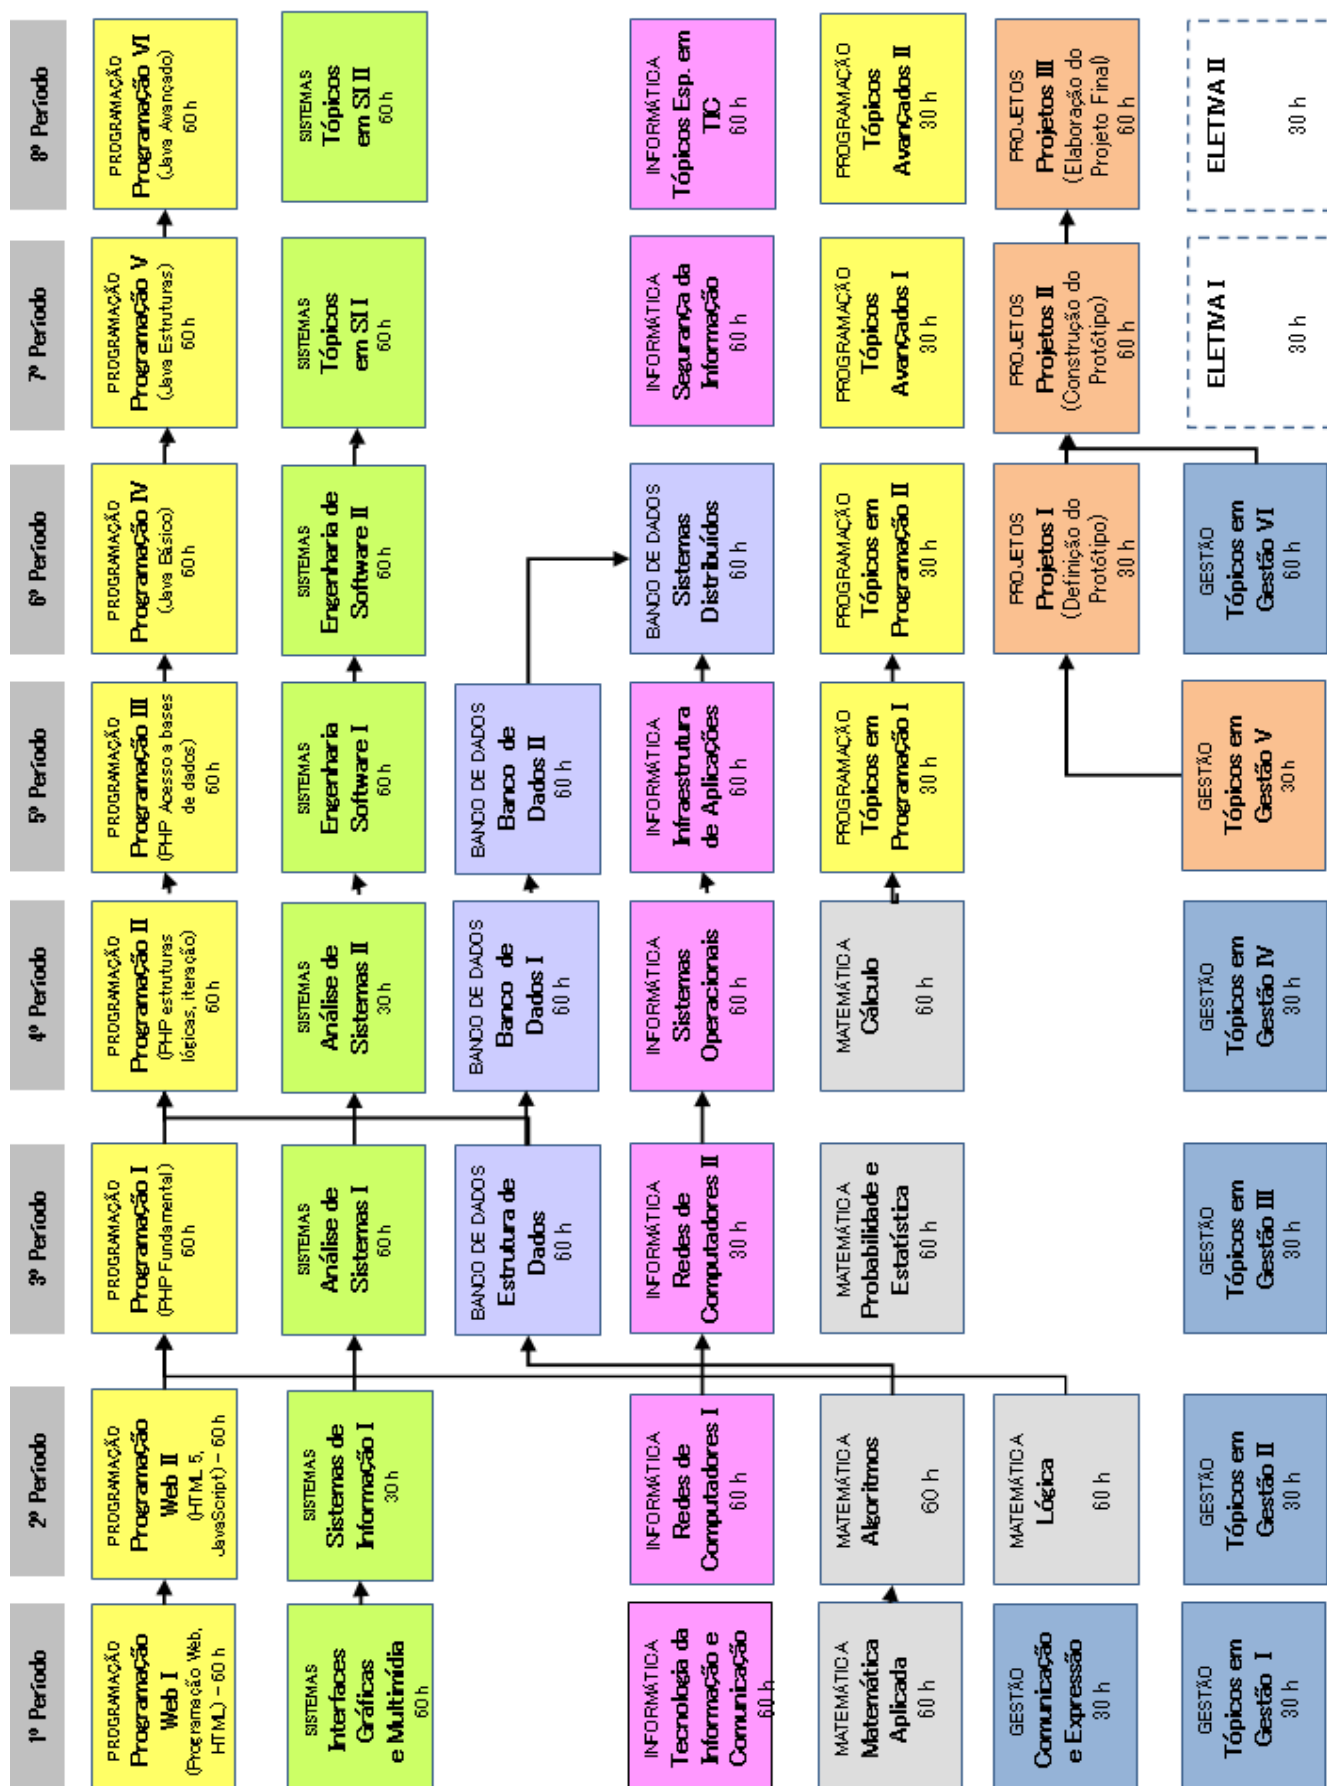 1º Período
PROGRAMAÇÃO
Programação
Web I
(Programação Web,
HTML) – 60 h
SISTEMAS
Interfaces
Gráficas
e Multimídia
60 h
INFORMÁTICA
Tecnologia da
Informação e
Comunicação
60 h
MATEMÁTICA
Matemática
Aplicada
60 h
GESTÃO
Comunicação
e Expressão
30 h
GESTÃO
Tópicos em
Gestão I
30 h
2º Período
PROGRAMAÇÃO
Programação
Web II
(HTML 5,
JavaScript) – 60 h
SISTEMAS
Sistemas de
Informação I
30 h
INFORMÁTICA
Redes de
Computadores I
60 h
MATEMÁTICA
Algoritmos
60 h
MATEMÁTICA
Lógica
60 h
GESTÃO
Tópicos em
Gestão II
30 h
3º Período
PROGRAMAÇÃO
Programação I
(PHP Fundamental)
60 h
SISTEMAS
Análise de
Sistemas I
60 h
BANCO DE DADOS
Estrutura de
Dados
60 h
INFORMÁTICA
Redes de
Computadores II
30 h
MATEMÁTICA
Probabilidade e
Estatística
60 h
GESTÃO
Tópicos em
Gestão III
30 h
4º Período
PROGRAMAÇÃO
Programação II
(PHP estruturas
lógicas, iteração)
60 h
SISTEMAS
Análise de
Sistemas II
30 h
BANCO DE DADOS
Banco de
Dados I
60 h
INFORMÁTICA
Sistemas
Operacionais
60 h
MATEMÁTICA
Cálculo
60 h
GESTÃO
Tópicos em
Gestão IV
30 h
5º Período
PROGRAMAÇÃO
Programação III
(PHP Acesso a bases
de dados)
60 h
SISTEMAS
Engenharia
Software I
60 h
BANCO DE DADOS
Banco de
Dados II
60 h
INFORMÁTICA
Infraestrutura
de Aplicações
60 h
PROGRAMAÇÃO
Tópicos em
Programação I
30 h
GESTÃO
Tópicos em
Gestão V
30 h
6º Período
PROGRAMAÇÃO
Programação IV
(Java Básico)
60 h
SISTEMAS
Engenharia de
Software II
60 h
BANCO DE DADOS
Sistemas
Distribuídos
60 h
PROGRAMAÇÃO
Tópicos em
Programação II
30 h
PROJETOS
Projetos I
(Definição do
Protótipo)
30 h
GESTÃO
Tópicos em
Gestão VI
60 h
7º Período
PROGRAMAÇÃO
Programação V
(Java Estruturas)
60 h
SISTEMAS
Tópicos
em SI I
60 h
INFORMÁTICA
Segurança da
Informação
60 h
PROGRAMAÇÃO
Tópicos
Avançados I
30 h
PROJETOS
Projetos II
(Construção do
Protótipo)
60 h
ELETIVA I
30 h
8º Período
PROGRAMAÇÃO
Programação VI
(Java Avançado)
60 h
SISTEMAS
Tópicos
em SI II
60 h
INFORMÁTICA
Tópicos Esp. em
TIC
60 h
PROGRAMAÇÃO
Tópicos
Avançados II
30 h
PROJETOS
Projetos III
(Elaboração do
Projeto Final)
60 h
ELETIVA II
30 h